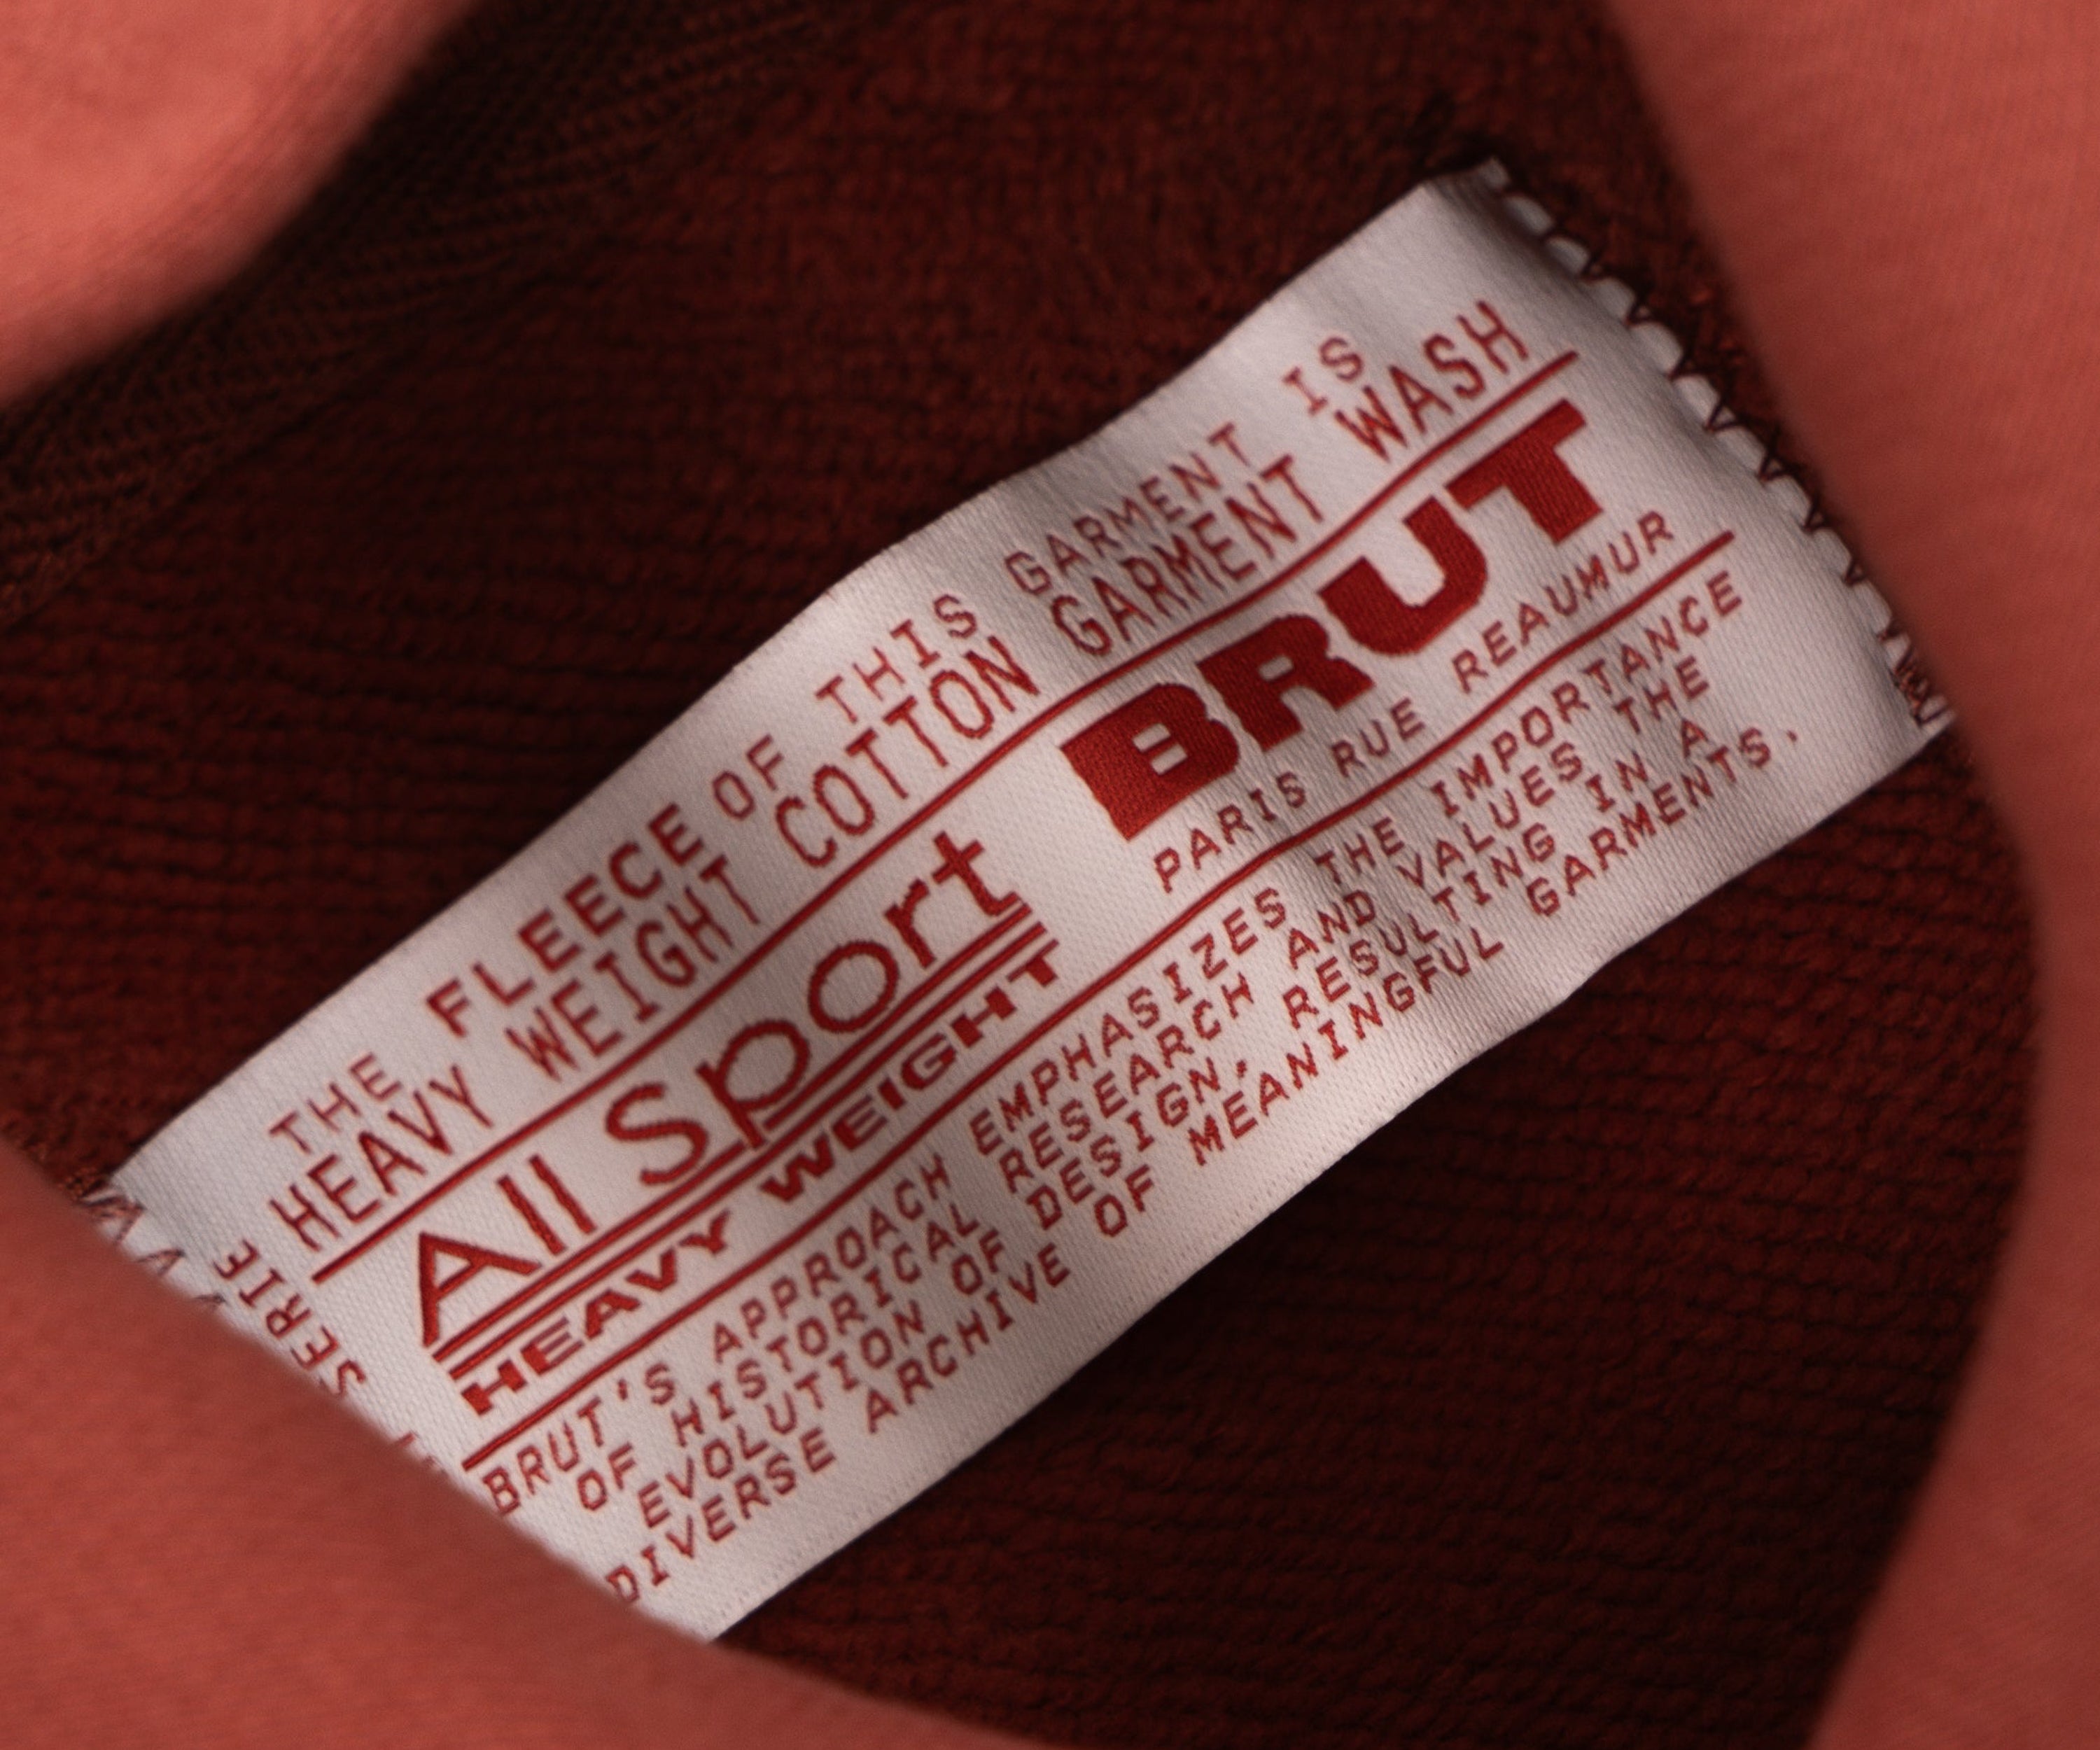 THE FLEECE OF THIS GARMENT IS
HEAVY WEIGHT COTTON GARMENT WASH
All Sport
HEAVY WEIGHT
BRUT
PARIS RUE REAUMUR
BRUT'S APPROACH EMPHASIZES THE IMPORTANCE
OF HISTORICAL RESEARCH AND VALUES THE
EVOLUTION OF DESIGN, RESULTING IN A
DIVERSE ARCHIVE OF MEANINGFUL GARMENTS.
SERIE